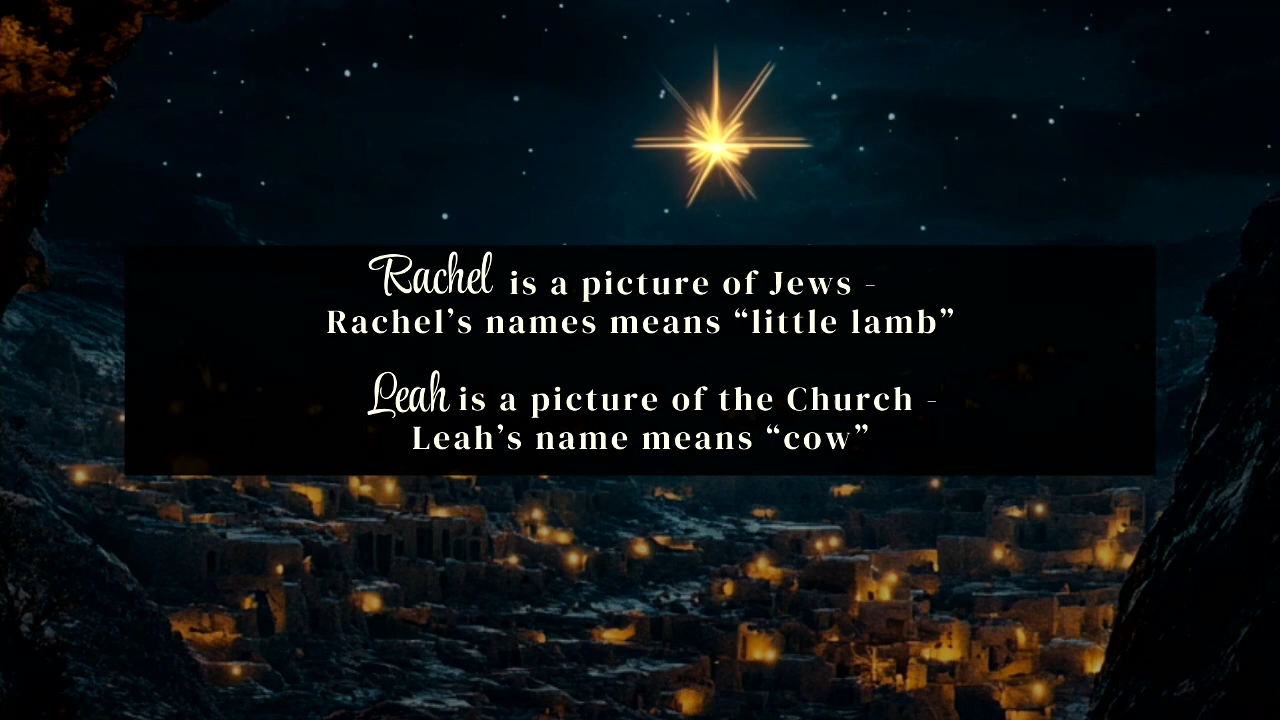 Rachel is a picture of Jews -
Rachel’s names means “little lamb”
Leah is a picture of the Church -
Leah’s name means “cow”